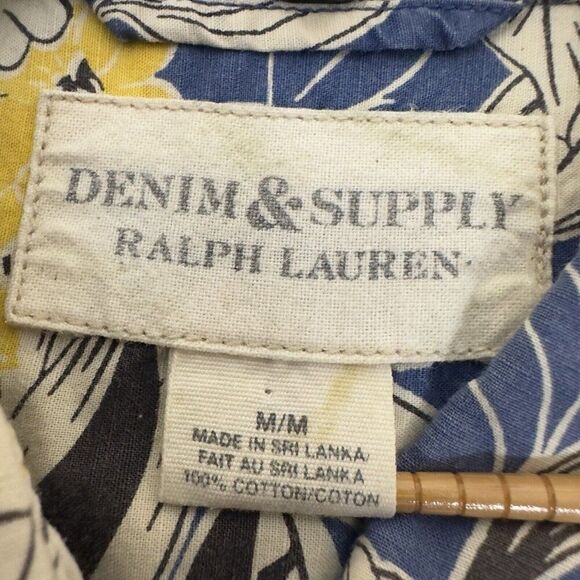 DENIM & SUPPLY
RALPH LAUREN
M/M
MADE IN SRI LANKA/
FAIT AU SRI LANKA
100% COTTON/COTON